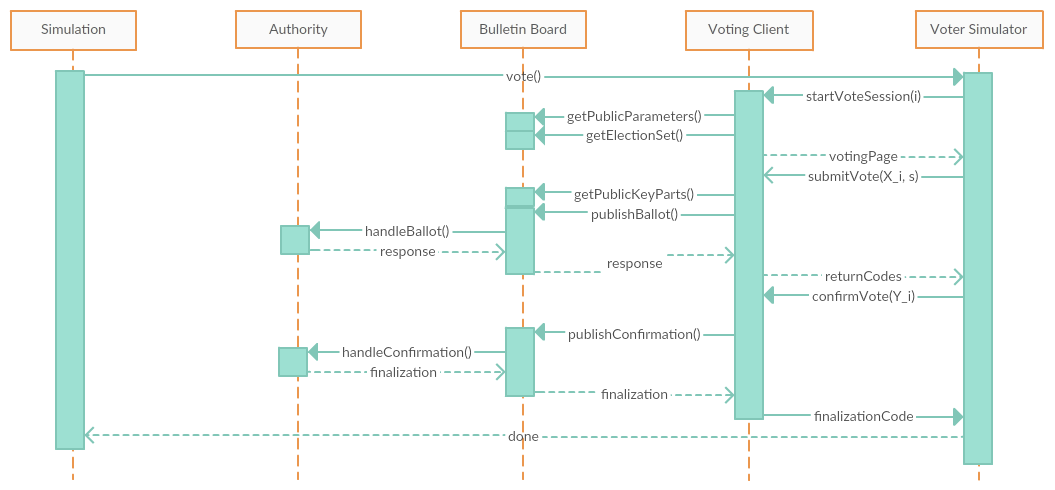 Simulation
Authority
Bulletin Board
Voting Client
Voter Simulator
vote()
startVoteSession(i)
getPublicParameters()
getElectionSet()
votingPage
submitVote(X_i, s)
getPublicKeyParts()
publishBallot()
handleBallot()
response
response
returnCodes
confirmVote(Y_i)
publishConfirmation()
handleConfirmation()
finalization
finalization
finalizationCode
done